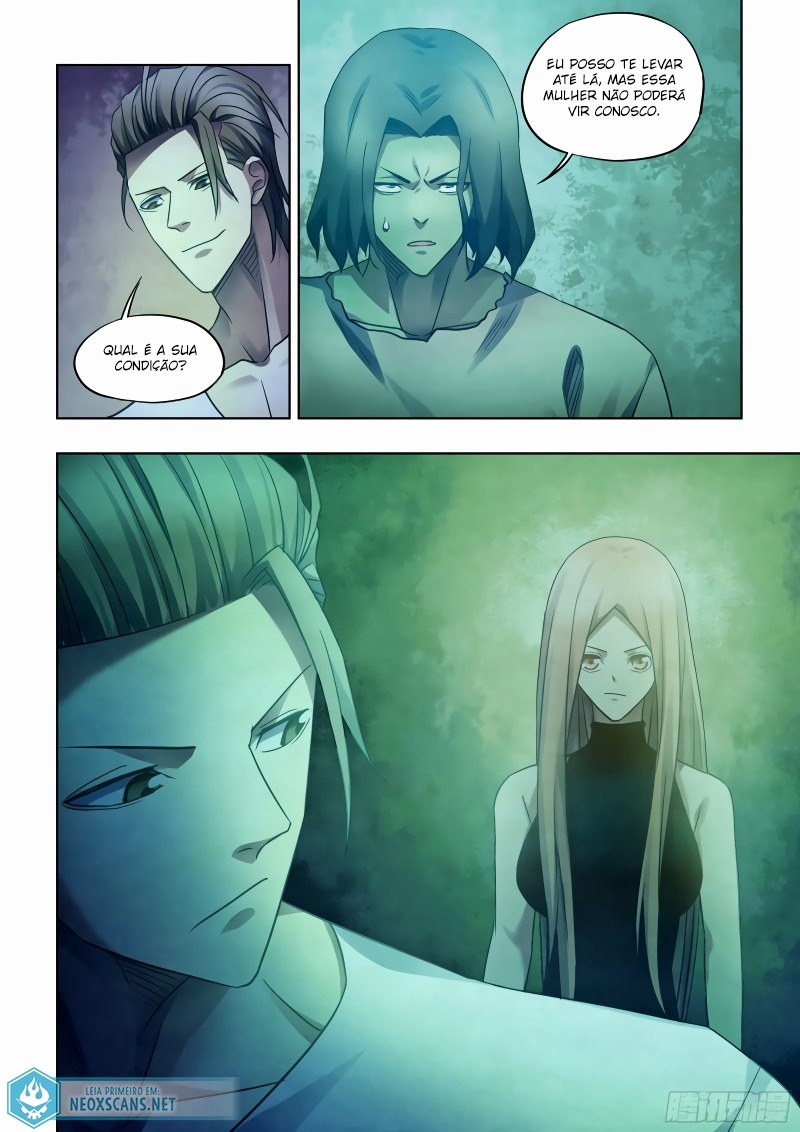 QUAL É A SUA
CONDIÇÃO?
EU POSSO TE LEVAR
ATÉ LÁ, MAS ESSA
MULHER NÃO PODERÁ
VIR CONOSCO.
LEIA PRIMEIRO EM:
NEOXSCANS.NET
腾讯动漫